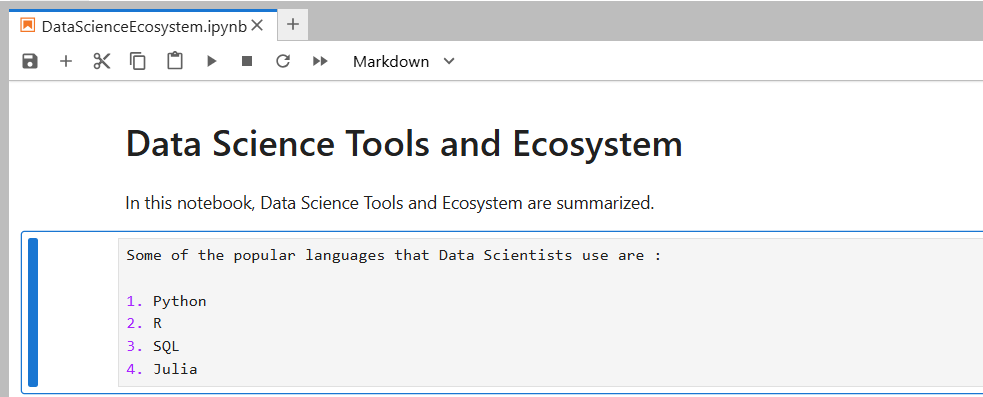 DataScienceEcosystem.ipynb
Markdown
Data Science Tools and Ecosystem
In this notebook, Data Science Tools and Ecosystem are summarized.
Some of the popular languages that Data Scientists use are :
1. Python
2. R
3. SQL
4. Julia